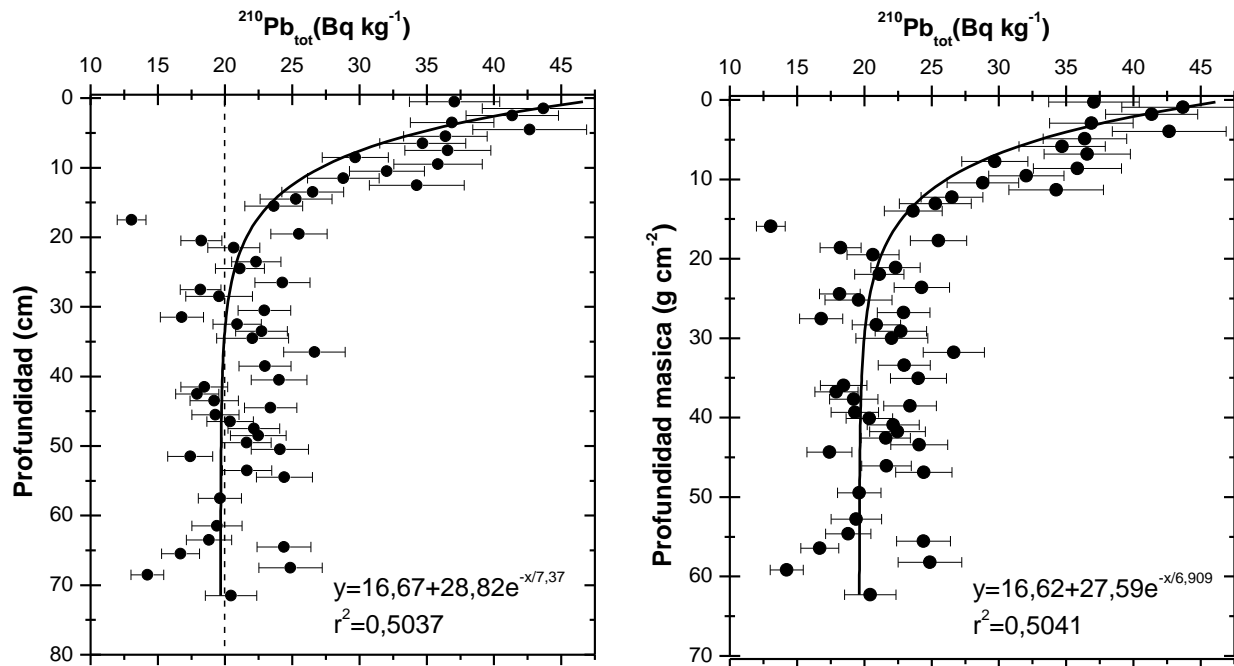 ²¹⁰Pb_tot(Bq kg⁻¹)
10 15 20 25 30 35 40 45
0
10
20
30
40
50
60
70
80
Profundidad (cm)
y=16,67+28,82e^-x/7,37
r²=0,5037
²¹⁰Pb_tot(Bq kg⁻¹)
10 15 20 25 30 35 40 45
0
10
20
30
40
50
60
70
Profundidad masica (g cm⁻²)
y=16,62+27,59e^-x/6,909
r²=0,5041